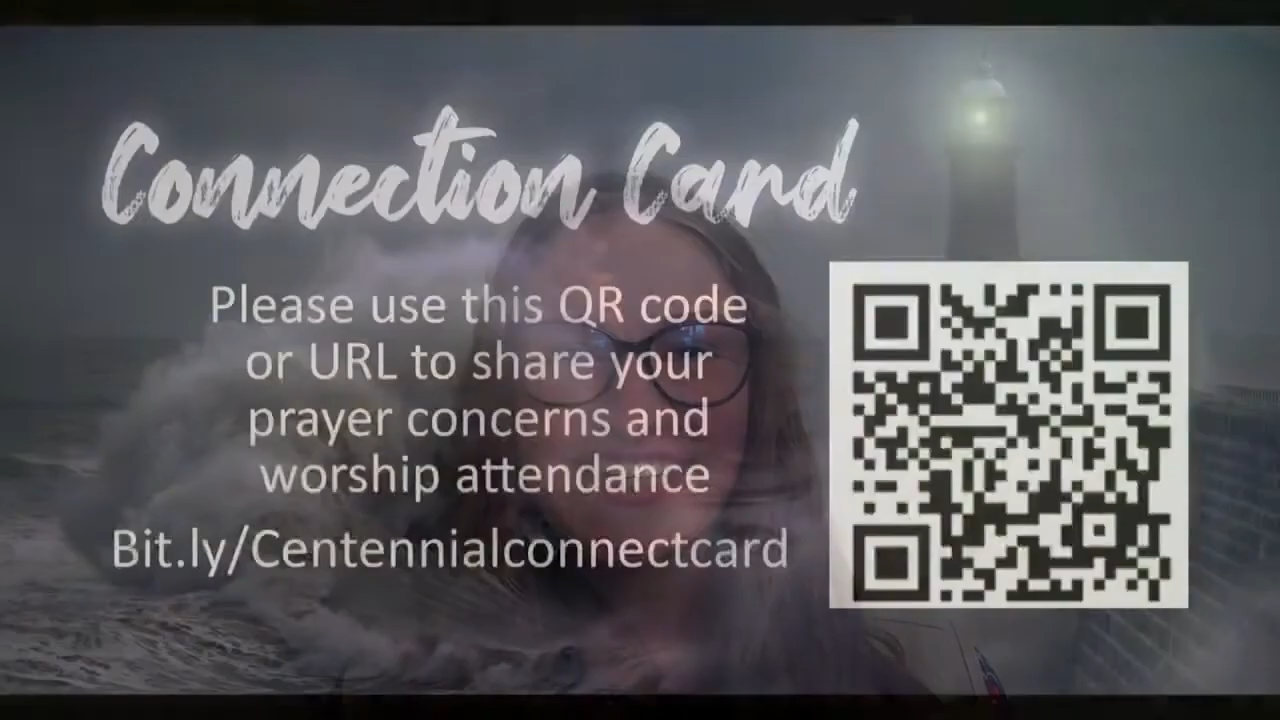 Connection Card
Please use this QR code
or URL to share your
prayer concerns and
worship attendance
Bit.ly/Centennialconnectcard